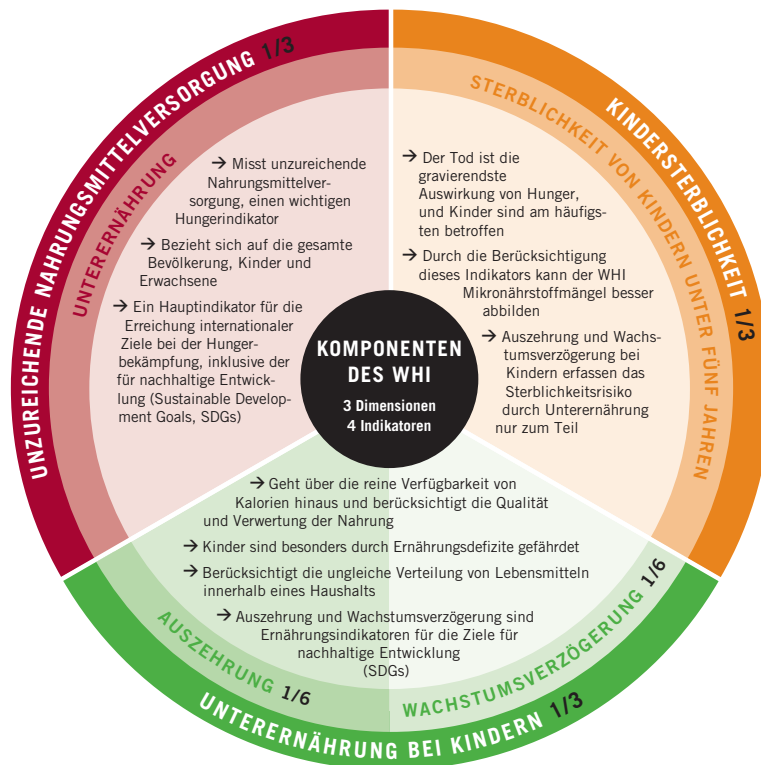 UNZUREICHENDE NAHRUNGSMITTELVERSORGUNG 1/3
UNTERERNÄHRUNG
→ Misst unzureichende
Nahrungsmittelver-
sorgung, einen wichtigen
Hungerindikator
→ Bezieht sich auf die gesamte
Bevölkerung, Kinder und
Erwachsene
→ Ein Hauptindikator für die
Erreichung internationaler
Ziele bei der Hunger-
bekämpfung, inklusive der
für nachhaltige Entwick-
lung (Sustainable Develop-
ment Goals, SDGs)
KINDERSTERBLICHKEIT 1/3
STERBLICHKEIT VON KINDERN UNTER FÜNF JAHREN
→ Der Tod ist die
gravierendste
Auswirkung von Hunger,
und Kinder sind am häufigs-
ten betroffen
→ Durch die Berücksichtigung
dieses Indikators kann der WHI
Mikronährstoffmängel besser
abbilden
→ Auszehrung und Wachs-
tumsverzögerung bei
Kindern erfassen das
Sterblichkeitsrisiko
durch Unterernährung
nur zum Teil
KOMPONENTEN
DES WHI
3 Dimensionen
4 Indikatoren
→ Geht über die reine Verfügbarkeit von
Kalorien hinaus und berücksichtigt die Qualität
und Verwertung der Nahrung
→ Kinder sind besonders durch Ernährungsdefizite gefährdet
→ Berücksichtigt die ungleiche Verteilung von Lebensmitteln
innerhalb eines Haushalts
→ Auszehrung und Wachstumsverzögerung sind
Ernährungsindikatoren für die Ziele für
nachhaltige Entwicklung
(SDGs)
AUSZEHRUNG 1/6
WACHSTUMSVERZÖGERUNG 1/6
UNTERERNÄHRUNG BEI KINDERN 1/3